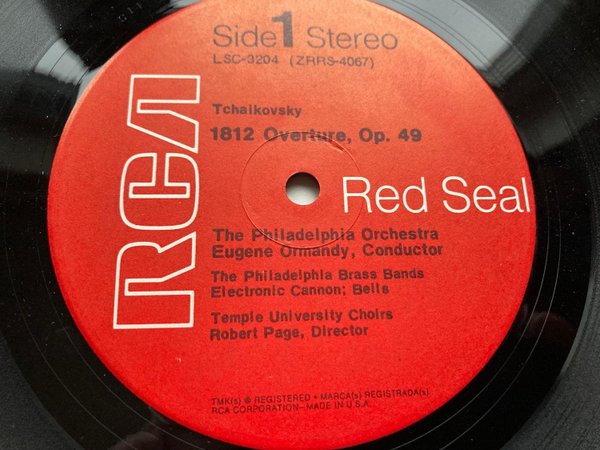 Side 1 Stereo
LSC-3204 (ZRRS-4067)
RCA
Tchaikovsky
1812 Overture, Op. 49
Red Seal
The Philadelphia Orchestra
Eugene Ormandy, Conductor
The Philadelphia Brass Bands
Electronic Cannon; Bells
Temple University Choirs
Robert Page, Director
TMK(s) ® REGISTERED • MARCA(s) REGISTRADA(s)
RCA CORPORATION—MADE IN U.S.A.